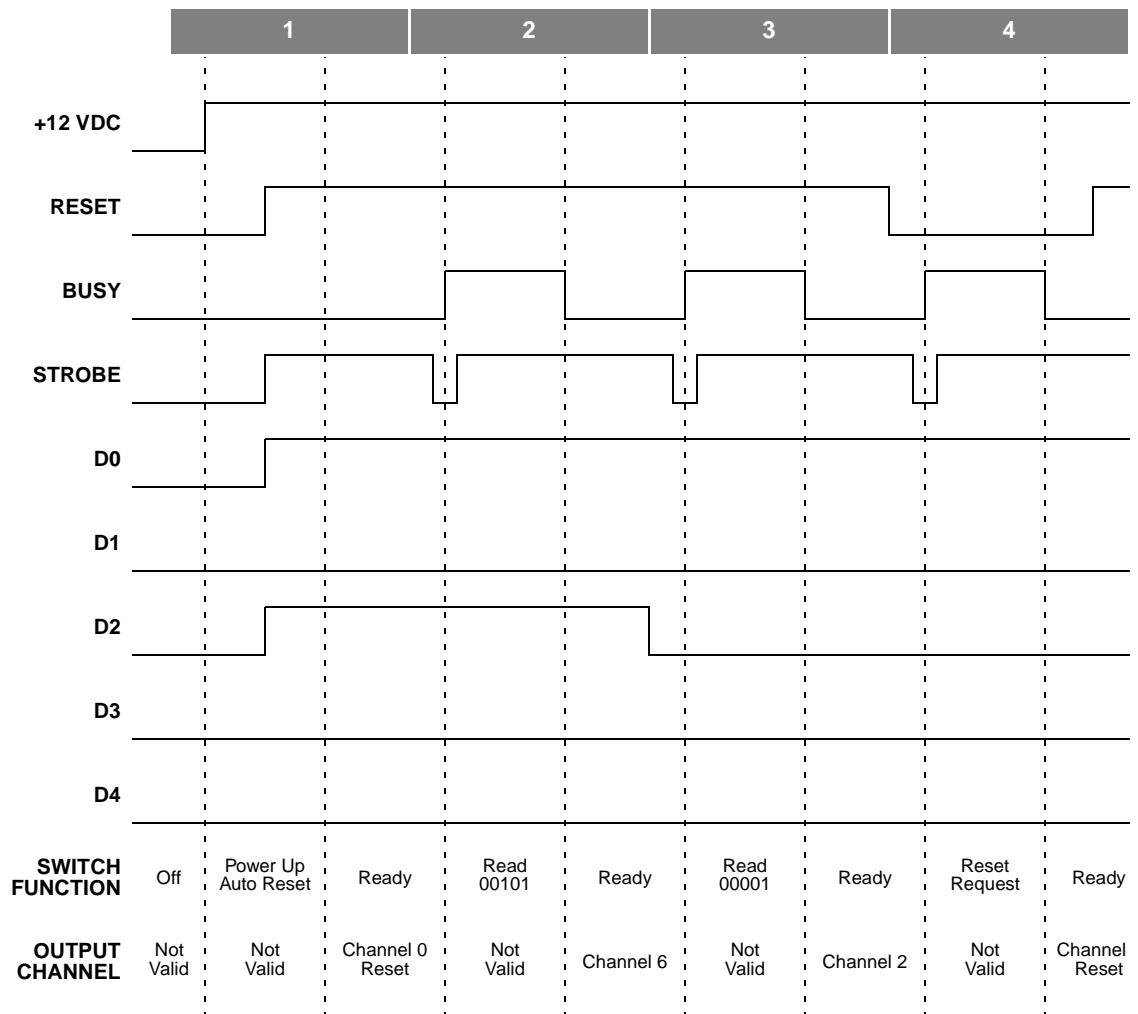 1 2 3 4
+12 VDC
RESET
BUSY
STROBE
D0
D1
D2
D3
D4
SWITCH
FUNCTION
Off
Power Up
Auto Reset
Ready
Read
00101
Ready
Read
00001
Ready
Reset
Request
Ready
OUTPUT
CHANNEL
Not
Valid
Not
Valid
Channel 0
Reset
Not
Valid
Channel 6
Not
Valid
Channel 2
Not
Valid
Channel
Reset